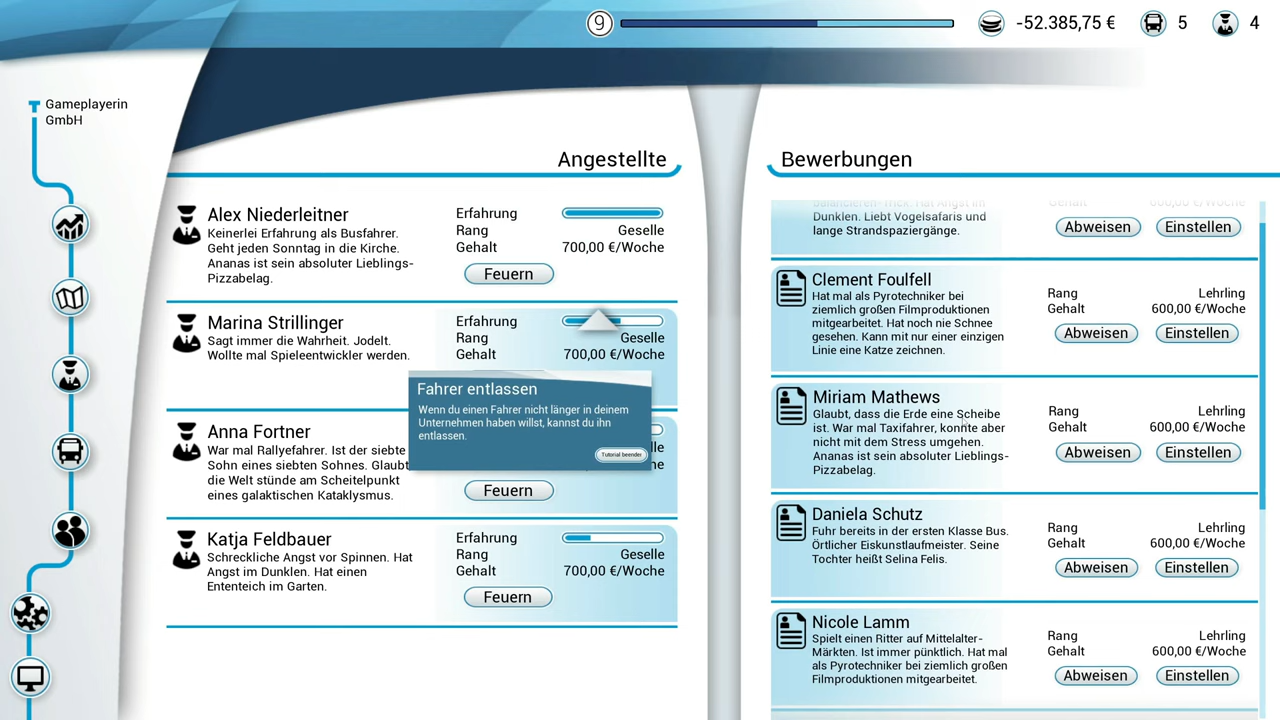 9
-52.385,75 €
5
4
Gameplayerin
GmbH
Angestellte
Alex Niederleitner
Keinerlei Erfahrung als Busfahrer.
Geht jeden Sonntag in die Kirche.
Ananas ist sein absoluter Lieblings-
Pizzabelag.
Erfahrung
Rang Geselle
Gehalt 700,00 €/Woche
Feuern
Marina Strillinger
Sagt immer die Wahrheit. Jodelt.
Wollte mal Spieleentwickler werden.
Erfahrung
Rang Geselle
Gehalt 700,00 €/Woche
Fahrer entlassen
Wenn du einen Fahrer nicht länger in deinem
Unternehmen haben willst, kannst du ihn
entlassen.
Tutorial beenden
Anna Fortner
War mal Rallyefahrer. Ist der siebte
Sohn eines siebten Sohnes. Glaubt
die Welt stünde am Scheitelpunkt
eines galaktischen Kataklysmus.
Feuern
Katja Feldbauer
Schreckliche Angst vor Spinnen. Hat
Angst im Dunklen. Hat einen
Ententeich im Garten.
Erfahrung
Rang Geselle
Gehalt 700,00 €/Woche
Feuern
Bewerbungen
Dunklen. Liebt Vogelsafaris und
lange Strandspaziergänge.
Gehalt 600,00 €/Woche
Abweisen Einstellen
Clement Foulfell
Hat mal als Pyrotechniker bei
ziemlich großen Filmproduktionen
mitgearbeitet. Hat noch nie Schnee
gesehen. Kann mit nur einer einzigen
Linie eine Katze zeichnen.
Rang Lehrling
Gehalt 600,00 €/Woche
Abweisen Einstellen
Miriam Mathews
Glaubt, dass die Erde eine Scheibe
ist. War mal Taxifahrer, konnte aber
nicht mit dem Stress umgehen.
Ananas ist sein absoluter Lieblings-
Pizzabelag.
Rang Lehrling
Gehalt 600,00 €/Woche
Abweisen Einstellen
Daniela Schutz
Fuhr bereits in der ersten Klasse Bus.
Örtlicher Eiskunstlaufmeister. Seine
Tochter heißt Selina Felis.
Rang Lehrling
Gehalt 600,00 €/Woche
Abweisen Einstellen
Nicole Lamm
Spielt einen Ritter auf Mittelalter-
Märkten. Ist immer pünktlich. Hat mal
als Pyrotechniker bei ziemlich großen
Filmproduktionen mitgearbeitet.
Rang Lehrling
Gehalt 600,00 €/Woche
Abweisen Einstellen